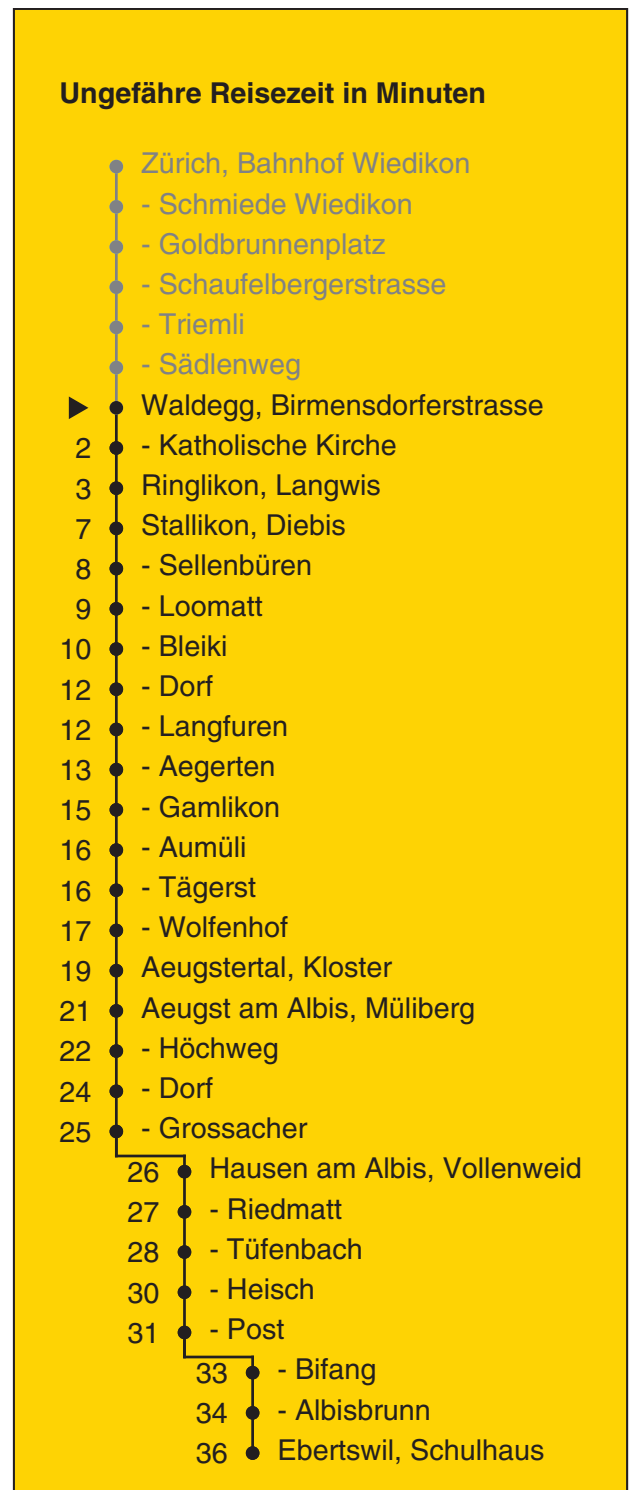 Ungefähre Reisezeit in Minuten
Zürich, Bahnhof Wiedikon
- Schmiede Wiedikon
- Goldbrunnenplatz
- Schaufelbergerstrasse
- Triemli
- Sädlenweg
Waldegg, Birmensdorferstrasse
2 - Katholische Kirche
3 Ringlikon, Langwis
7 Stallikon, Diebis
8 - Sellenbüren
9 - Loomatt
10 - Bleiki
12 - Dorf
12 - Langfuren
13 - Aegerten
15 - Gamlikon
16 - Aumüli
16 - Tägerst
17 - Wolfenhof
19 Aeugstertal, Kloster
21 Aeugst am Albis, Müliberg
22 - Höchweg
24 - Dorf
25 - Grossacher
26 Hausen am Albis, Vollenweid
27 - Riedmatt
28 - Tüfenbach
30 - Heisch
31 - Post
33 - Bifang
34 - Albisbrunn
36 Ebertswil, Schulhaus